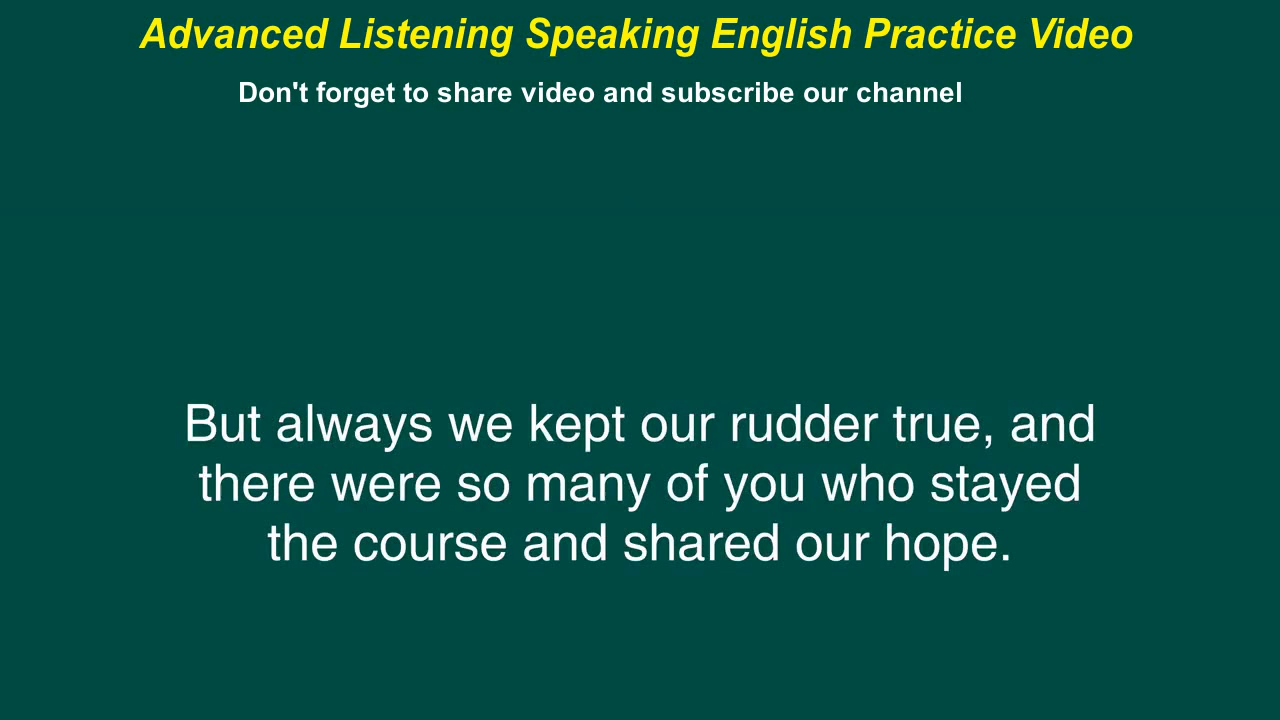 Advanced Listening Speaking English Practice Video
Don't forget to share video and subscribe our channel
But always we kept our rudder true, and
there were so many of you who stayed
the course and shared our hope.